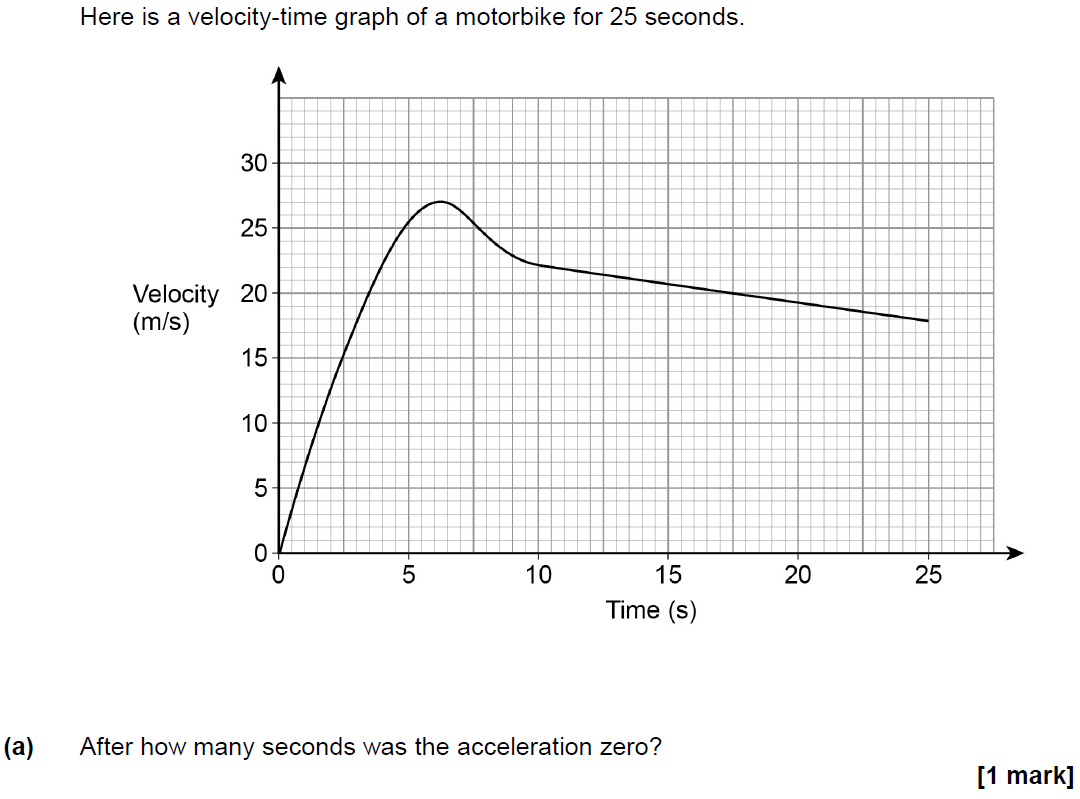 Here is a velocity-time graph of a motorbike for 25 seconds.
30
25
Velocity 20
(m/s)
15
10
5
0
0 5 10 15 20 25
Time (s)
(a) After how many seconds was the acceleration zero?
[1 mark]